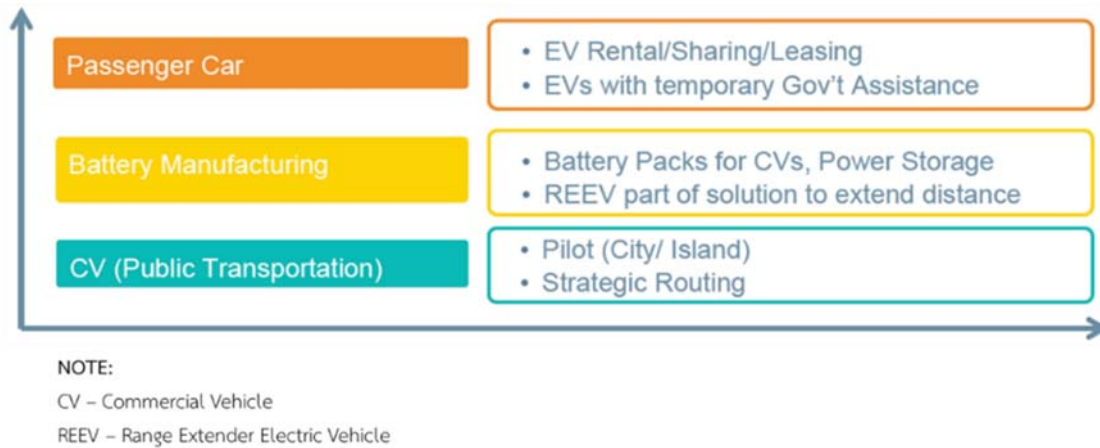 Passenger Car
• EV Rental/Sharing/Leasing
• EVs with temporary Gov't Assistance
Battery Manufacturing
• Battery Packs for CVs, Power Storage
• REEV part of solution to extend distance
CV (Public Transportation)
• Pilot (City/ Island)
• Strategic Routing
NOTE:
CV – Commercial Vehicle
REEV – Range Extender Electric Vehicle